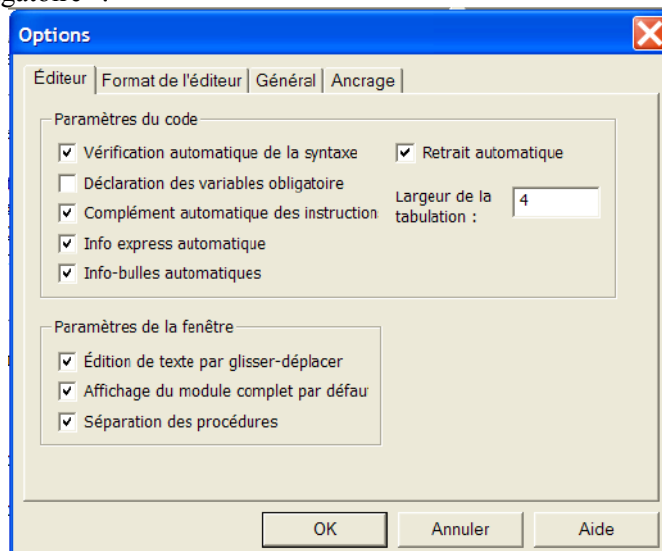 gatoire" .
Options
Éditeur Format de l'éditeur Général Ancrage
Paramètres du code
Vérification automatique de la syntaxe
Retrait automatique
Déclaration des variables obligatoire
Complément automatique des instruction
Largeur de la
tabulation :
4
Info express automatique
Info-bulles automatiques
Paramètres de la fenêtre
Édition de texte par glisser-déplacer
Affichage du module complet par défau
Séparation des procédures
OK Annuler Aide